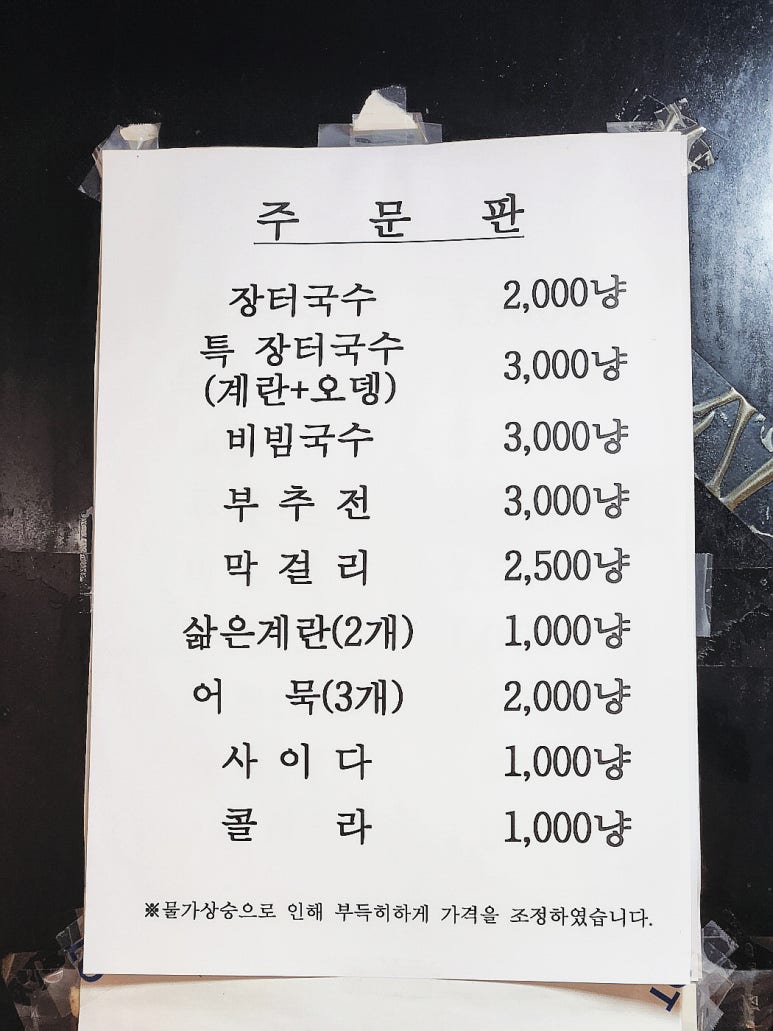 주 문 판
장터국수 2,000냥
특 장터국수
(계란+오뎅) 3,000냥
비빔국수 3,000냥
부 추 전 3,000냥
막 걸 리 2,500냥
삶은계란(2개) 1,000냥
어 묵(3개) 2,000냥
사 이 다 1,000냥
콜 라 1,000냥
※물가상승으로 인해 부득히하게 가격을 조정하였습니다.